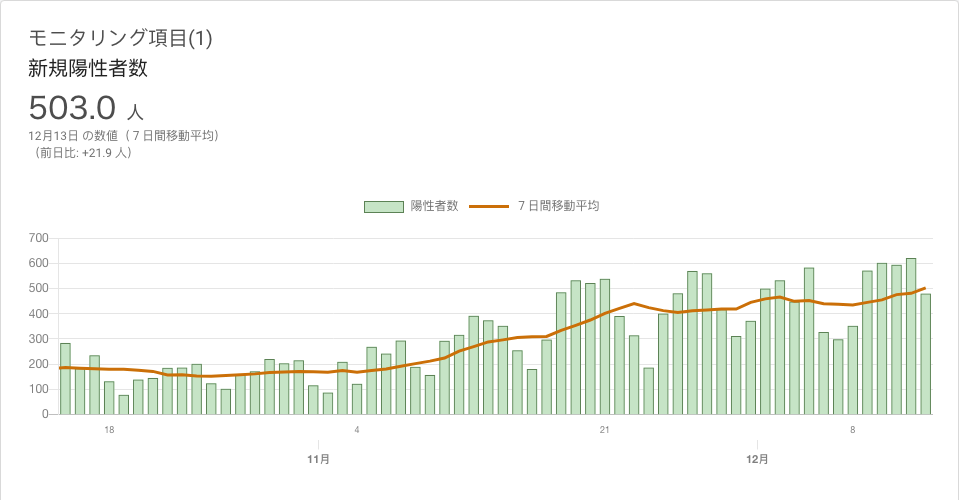 モニタリング項目(1)
新規陽性者数
503.0 人
12月13日 の数値（７日間移動平均）
（前日比: +21.9 人）
陽性者数 ７日間移動平均
700
600
500
400
300
200
100
0
18 4 21 8
11月 12月